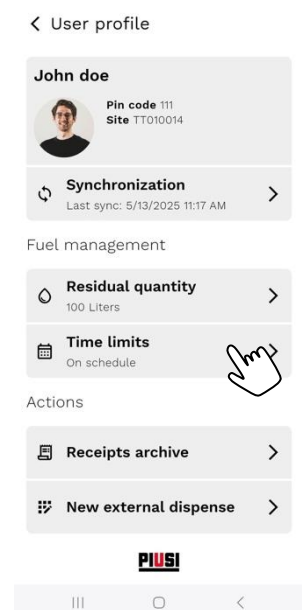 User profile
John doe
Pin code 111
Site TT010014
Synchronization
Last sync: 5/13/2025 11:17 AM
Fuel management
Residual quantity
100 Liters
Time limits
On schedule
Actions
Receipts archive
New external dispense
PIUSI